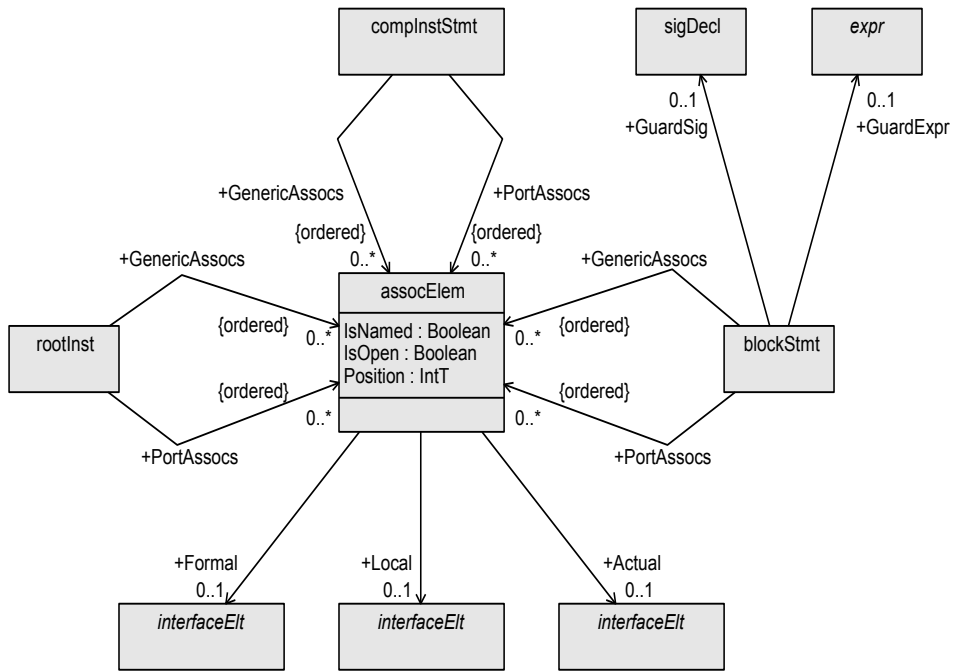 compInstStmt
sigDecl
expr
0..1
+GuardSig
0..1
+GuardExpr
+GenericAssocs
+PortAssocs
{ordered}
{ordered}
0..*
0..*
+GenericAssocs
+GenericAssocs
assocElem
{ordered}
0..*
IsNamed : Boolean
IsOpen : Boolean
Position : IntT
0..*
{ordered}
rootInst
blockStmt
{ordered}
0..*
0..*
{ordered}
+PortAssocs
+PortAssocs
+Formal
0..1
+Local
0..1
+Actual
0..1
interfaceElt
interfaceElt
interfaceElt